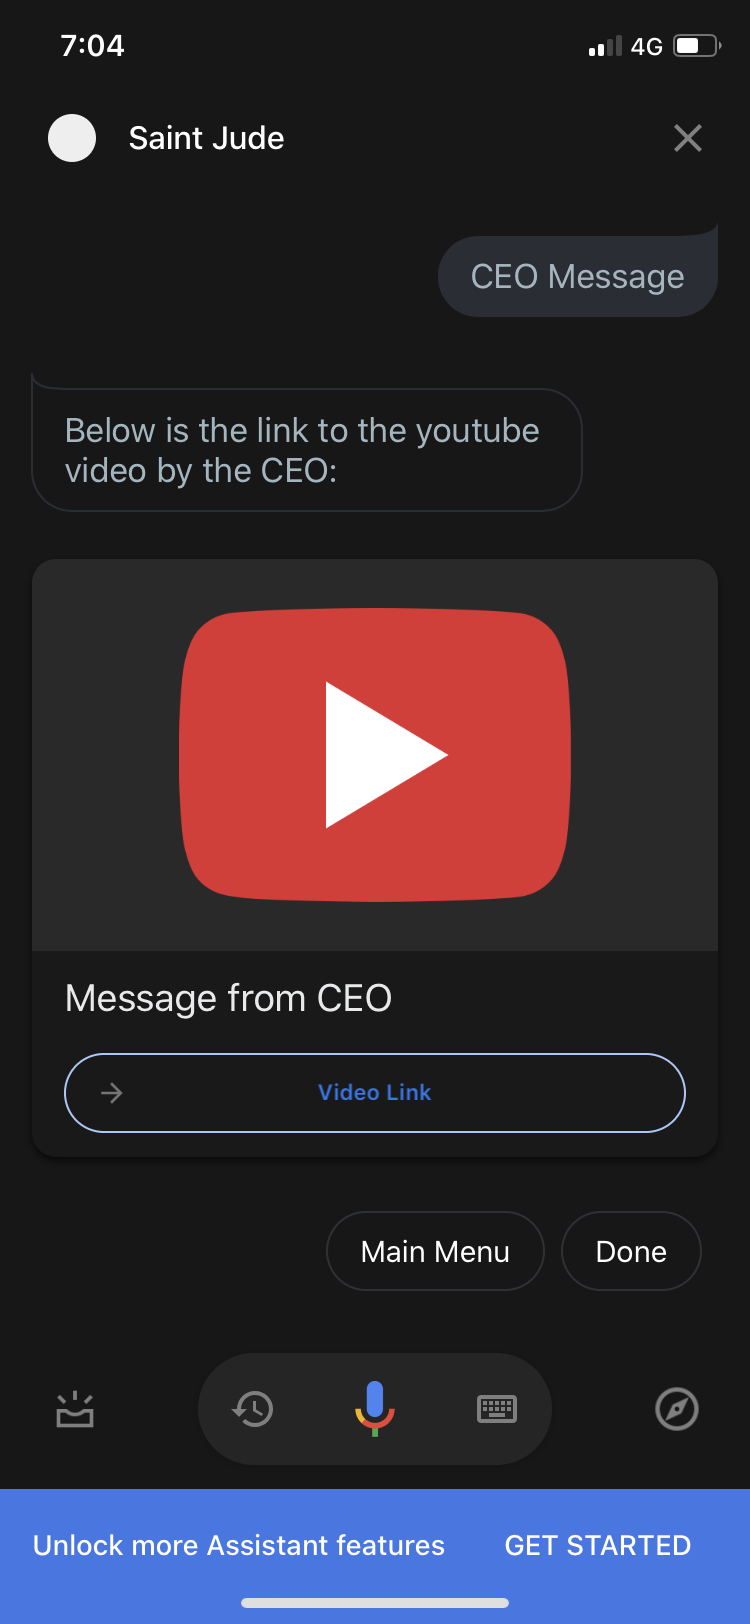 7:04
4G
Saint Jude
CEO Message
Below is the link to the youtube
video by the CEO:
Message from CEO
Video Link
Main Menu
Done
Unlock more Assistant features
GET STARTED